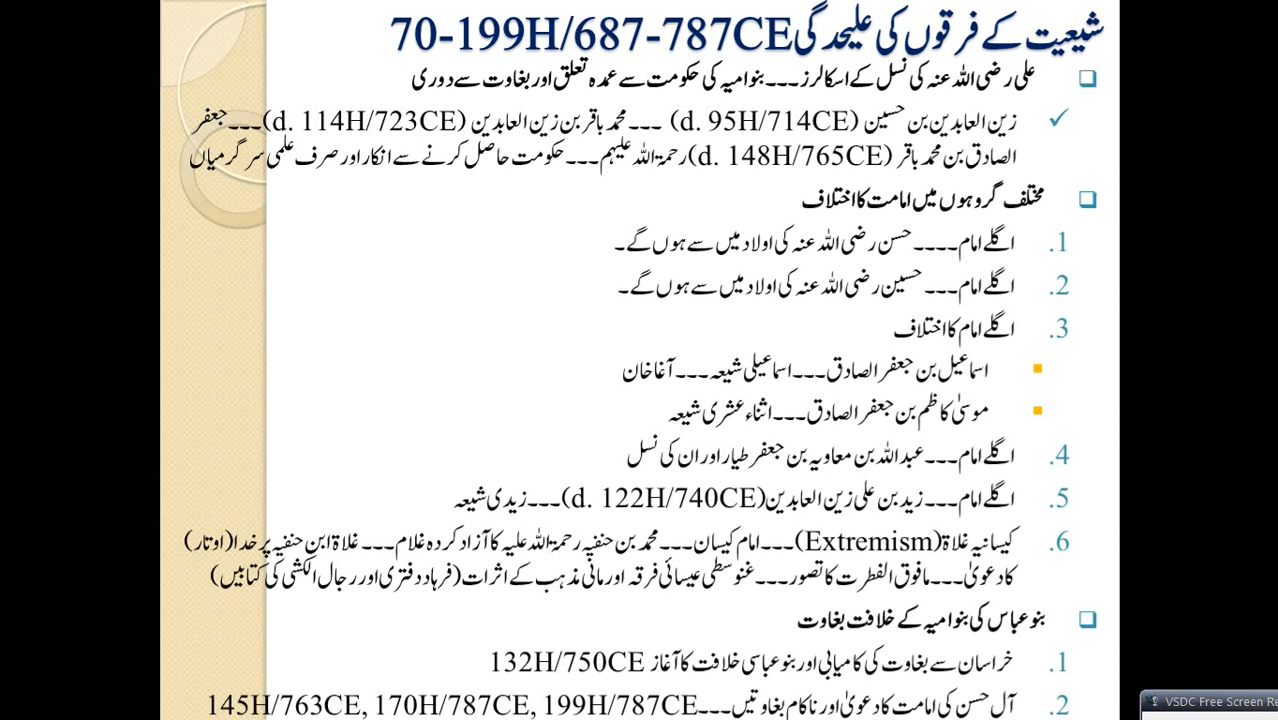 شیعیت کے فرقوں کی علیحدگی 70-199H/687-787CE
علی رضی اللہ عنہ کی نسل کے اسکالرز۔۔۔بنو امیہ کی حکومت سے عمدہ تعلق اور بغاوت سے دوری
زین العابدین بن حسین (d. 95H/714CE) ۔۔۔محمد باقر بن زین العابدین (d. 114H/723CE)۔۔۔جعفر
الصادق بن محمد باقر (d. 148H/765CE)رحمۃ اللہ علیہم۔۔۔حکومت حاصل کرنے سے انکار اور صرف علمی سرگرمیاں
مختلف گروہوں میں امامت کا اختلاف
1. اگلے امام۔۔۔۔حسن رضی اللہ عنہ کی اولاد میں سے ہوں گے۔
2. اگلے امام۔۔۔حسین رضی اللہ عنہ کی اولاد میں سے ہوں گے۔
3. اگلے امام کا اختلاف
اسماعیل بن جعفر الصادق۔۔۔اسماعیلی شیعہ۔۔۔آغا خان
موسیٰ کاظم بن جعفر الصادق۔۔۔اثناء عشری شیعہ
4. اگلے امام۔۔۔عبداللہ بن معاویہ بن جعفر طیار اور ان کی نسل
5. اگلے امام۔۔۔زید بن علی زین العابدین(d. 122H/740CE)۔۔۔زیدی شیعہ
6. کیسانیہ غلاۃ(Extremism)۔۔۔امام کیسان۔۔۔محمد بن حنفیہ رحمۃ اللہ علیہ کا آزاد کردہ غلام۔۔۔غلاۃ ابن حنفیہ پر خدا(اوتار)
کا دعویٰ۔۔۔مافوق الفطرت کا تصور۔۔۔غنوسطی عیسائی فرقہ اور مانی مذہب کے اثرات(فرہاد دفتری اور رجال الکشی کی کتابیں)
بنو عباس کی بنو امیہ کے خلاف بغاوت
1. خراسان سے بغاوت کی کامیابی اور بنو عباسی خلافت کا آغاز 132H/750CE
2. آل حسن کی امامت کا دعویٰ اور ناکام بغاوتیں۔۔۔145H/763CE, 170H/787CE, 199H/787CE
VSDC Free Screen Re